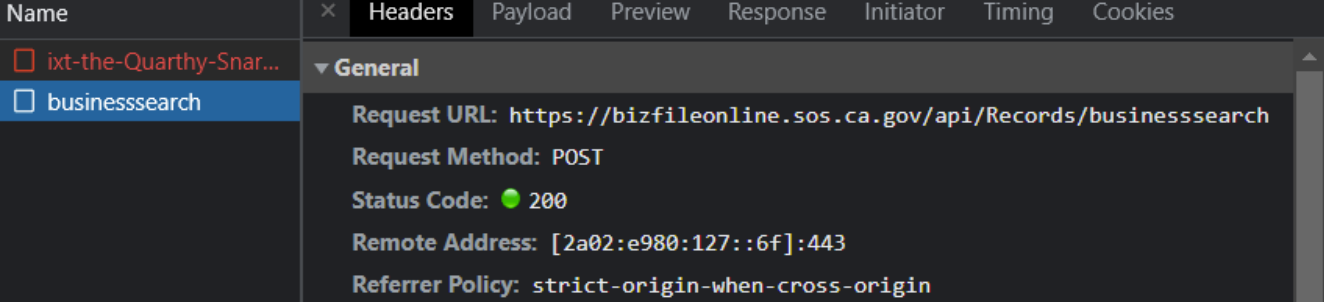 Name
× Headers Payload Preview Response Initiator Timing Cookies
ixt-the-Quarthy-Snar...
businesssearch
▼ General
Request URL: https://bizfileonline.sos.ca.gov/api/Records/businesssearch
Request Method: POST
Status Code: 200
Remote Address: [2a02:e980:127::6f]:443
Referrer Policy: strict-origin-when-cross-origin